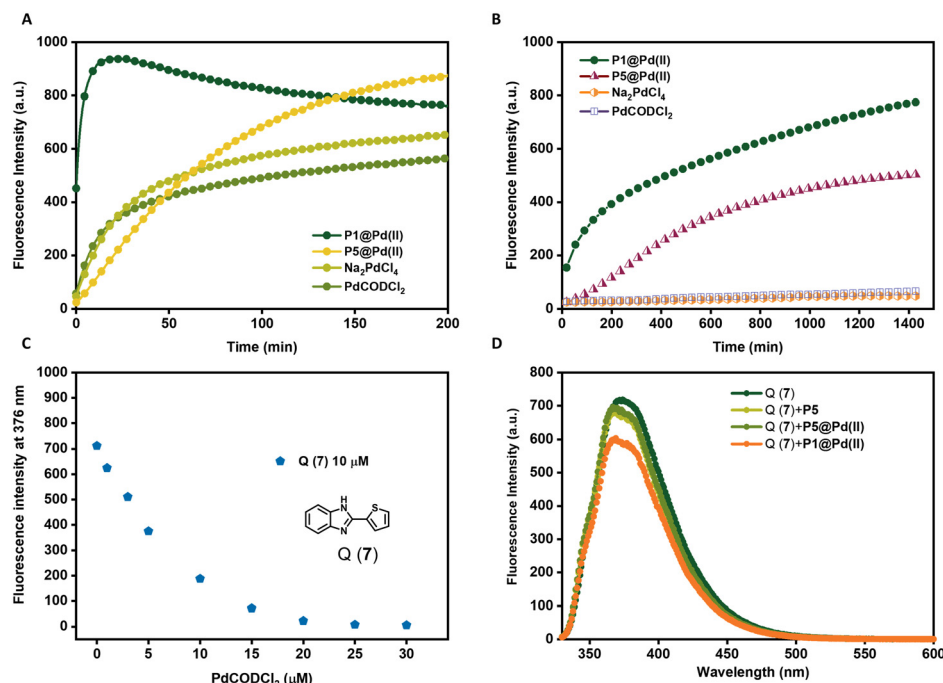 A
Fluorescence Intensity (a.u.)
1000
800
600
400
200
0
P1@Pd(II)
P5@Pd(II)
Na2PdCl4
PdCODCl2
0
50
100
150
200
Time (min)
B
Fluorescence Intensity (a.u.)
1000
800
600
400
200
0
P1@Pd(II)
P5@Pd(II)
Na2PdCl4
PdCODCl2
0
200
400
600
800
1000
1200
1400
Time (min)
C
Fluorescence intensity at 376 nm
1000
900
800
700
600
500
400
300
200
100
0
Q (7) 10 μM
H
N
S
N
Q (7)
0
5
5
10
15
20
25
30
PdCODCl2 (μM)
D
Fluorescence Intensity (a.u.)
800
700
600
500
400
300
200
100
0
Q (7)
Q (7)+P5
Q (7)+P5@Pd(II)
Q (7)+P1@Pd(II)
350
400
450
500
550
600
Wavelength (nm)